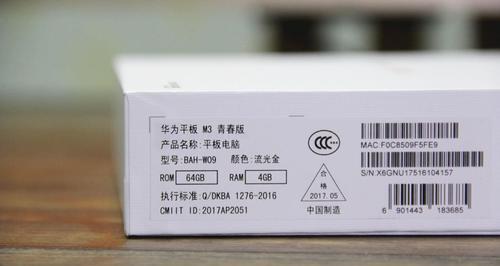 华为平板 M3 青春版
产品名称:平板电脑
型号:BAH-W09 颜色:流光金
ROM 64GB RAM 4GB
执行标准:Q/DKBA 1276-2016
CMIIT ID:2017AP2051
CCC
合格
2017.05
中国制造
MAC:F0C8509F5FE9
S/N:X6GNU17516104157
6 901443 183685